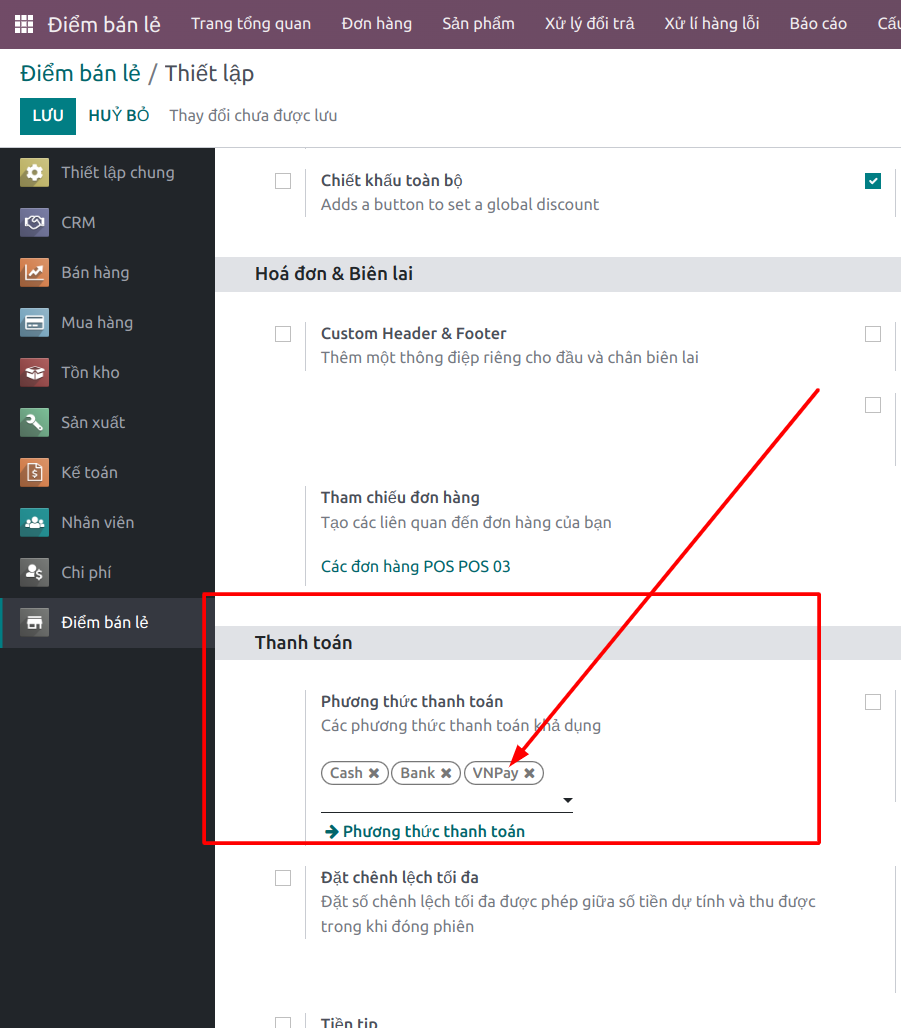 Điểm bán lẻ Trang tổng quan Đơn hàng Sản phẩm Xử lý đổi trả Xử lí hàng lỗi Báo cáo
Điểm bán lẻ / Thiết lập
LƯU HUỶ BỎ Thay đổi chưa được lưu
Thiết lập chung
CRM
Bán hàng
Mua hàng
Tồn kho
Sản xuất
Kế toán
Nhân viên
Chi phí
Điểm bán lẻ
Chiết khấu toàn bộ
Adds a button to set a global discount
Hoá đơn & Biên lai
Custom Header & Footer
Thêm một thông điệp riêng cho đầu và chân biên lai
Tham chiếu đơn hàng
Tạo các liên quan đến đơn hàng của bạn
Các đơn hàng POS POS 03
Thanh toán
Phương thức thanh toán
Các phương thức thanh toán khả dụng
Cash Bank VNPay
Phương thức thanh toán
Đặt chênh lệch tối đa
Đặt số chênh lệch tối đa được phép giữa số tiền dự tính và thu được
trong khi đóng phiên
Tiền tip